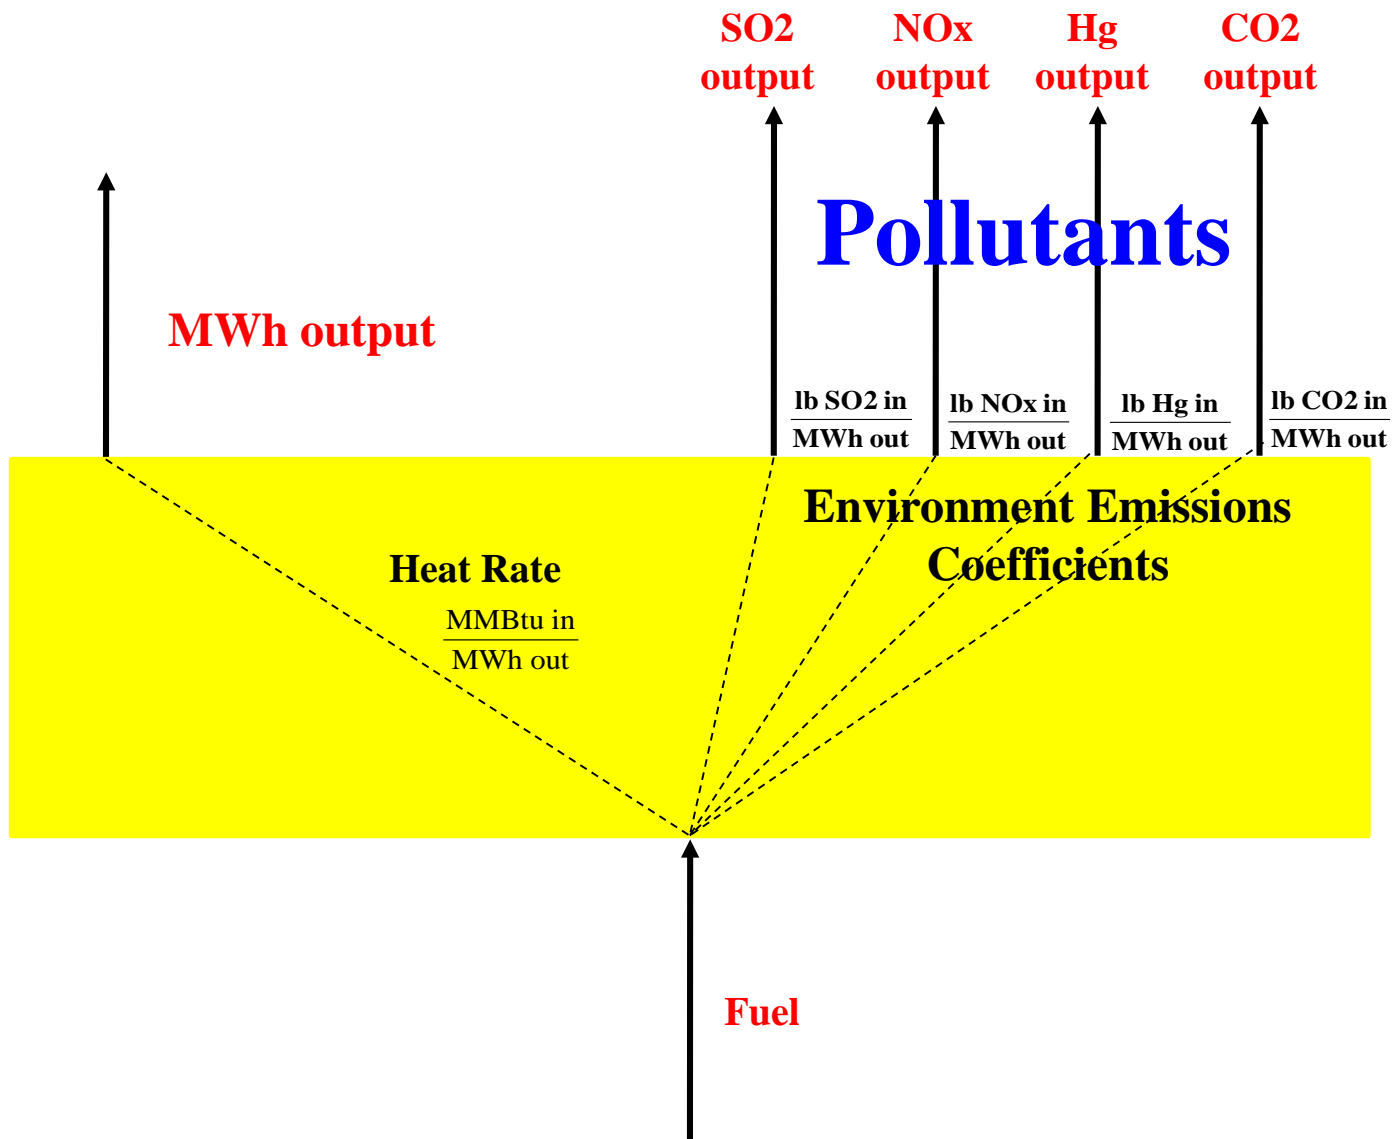 SO2
output
NOx
output
Hg
output
CO2
output
Pollutants
MWh output
lb SO2 in
MWh out
lb NOx in
MWh out
lb Hg in
MWh out
lb CO2 in
MWh out
Environment Emissions
Coefficients
Heat Rate
MMBtu in
MWh out
Fuel